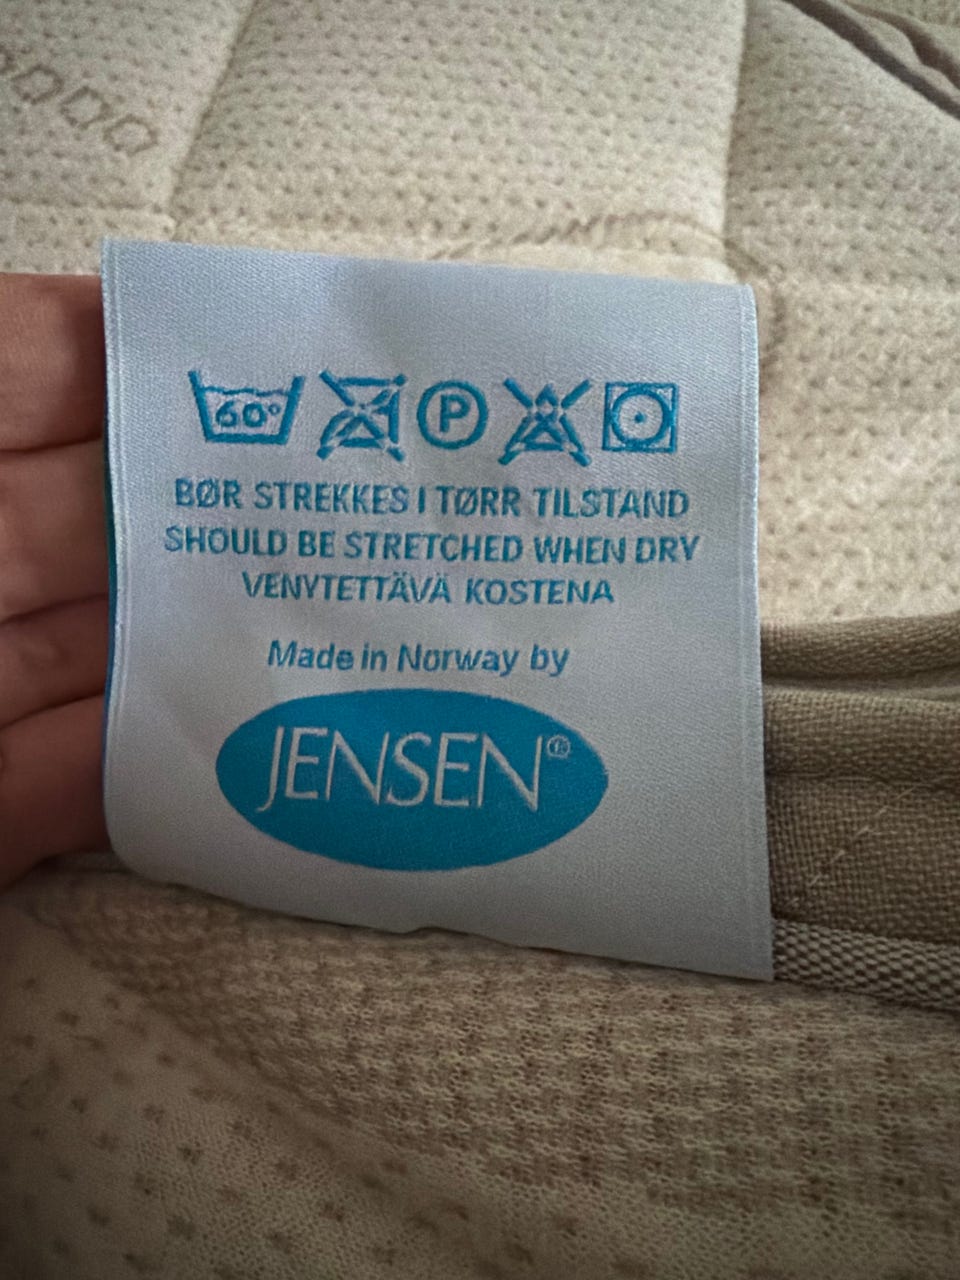 60°
P
BØR STREKKES I TØRR TILSTAND
SHOULD BE STRETCHED WHEN DRY
VENYTETTÄVÄ KOSTENA
Made in Norway by
JENSEN®